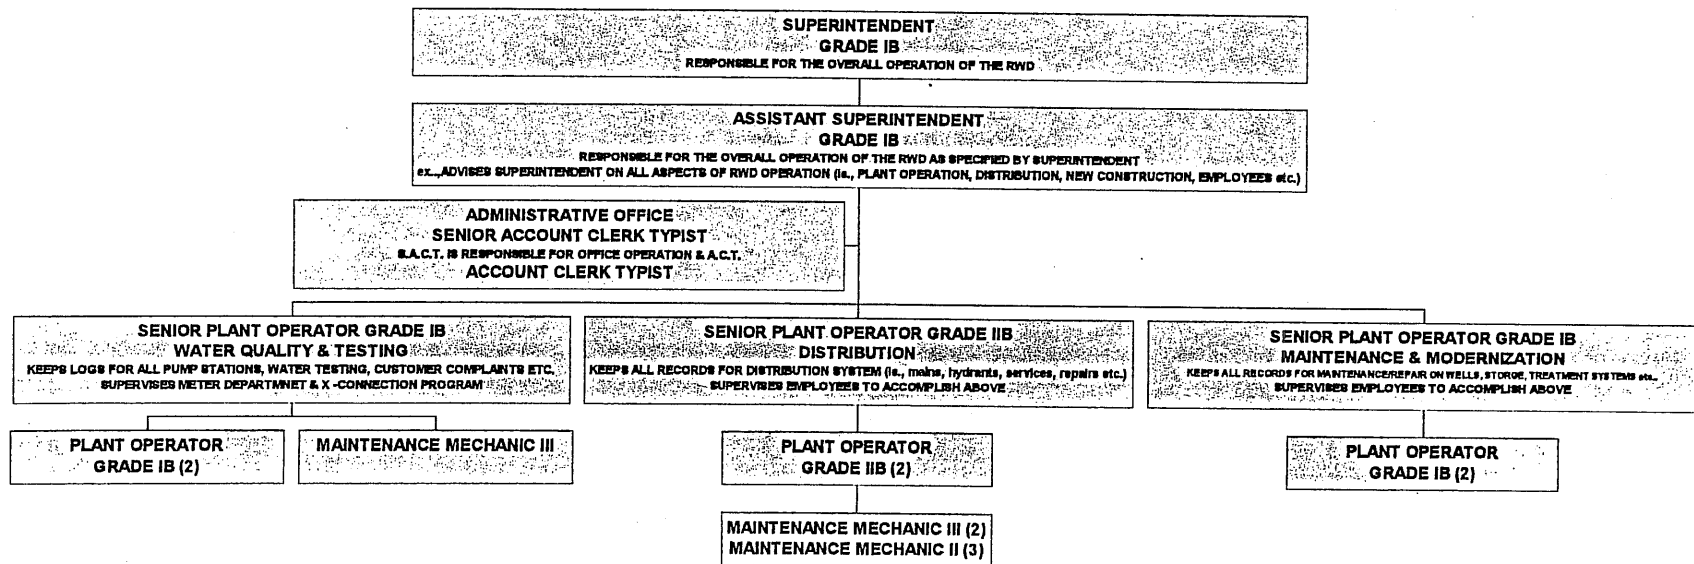 SUPERINTENDENT
GRADE IB
RESPONSIBLE FOR THE OVERALL OPERATION OF THE RWD
ASSISTANT SUPERINTENDENT
GRADE IB
RESPONSIBLE FOR THE OVERALL OPERATION OF THE RWD AS SPECIFIED BY SUPERINTENDENT
ex..,ADVISES SUPERINTENDENT ON ALL ASPECTS OF RWD OPERATION (ie., PLANT OPERATION, DISTRIBUTION, NEW CONSTRUCTION, EMPLOYEES etc.)
ADMINISTRATIVE OFFICE
SENIOR ACCOUNT CLERK TYPIST
S.A.C.T. IS RESPONSIBLE FOR OFFICE OPERATION & A.C.T.
ACCOUNT CLERK TYPIST
SENIOR PLANT OPERATOR GRADE IB
WATER QUALITY & TESTING
KEEPS LOGS FOR ALL PUMP STATIONS, WATER TESTING, CUSTOMER COMPLAINTS ETC.
SUPERVISES METER DEPARTMNET & X -CONNECTION PROGRAM
SENIOR PLANT OPERATOR GRADE IIB
DISTRIBUTION
KEEPS ALL RECORDS FOR DISTRIBUTION SYSTEM (ie., mains, hydrants, services, repairs etc.)
SUPERVISES EMPLOYEES TO ACCOMPLISH ABOVE
SENIOR PLANT OPERATOR GRADE IB
MAINTENANCE & MODERNIZATION
KEEPS ALL RECORDS FOR MAINTENANCE/REPAIR ON WELLS, STORGE, TREATMENT SYSTEMS etc..
SUPERVISES EMPLOYEES TO ACCOMPLISH ABOVE
PLANT OPERATOR
GRADE IB (2)
MAINTENANCE MECHANIC III
PLANT OPERATOR
GRADE IIB (2)
PLANT OPERATOR
GRADE IB (2)
MAINTENANCE MECHANIC III (2)
MAINTENANCE MECHANIC II (3)